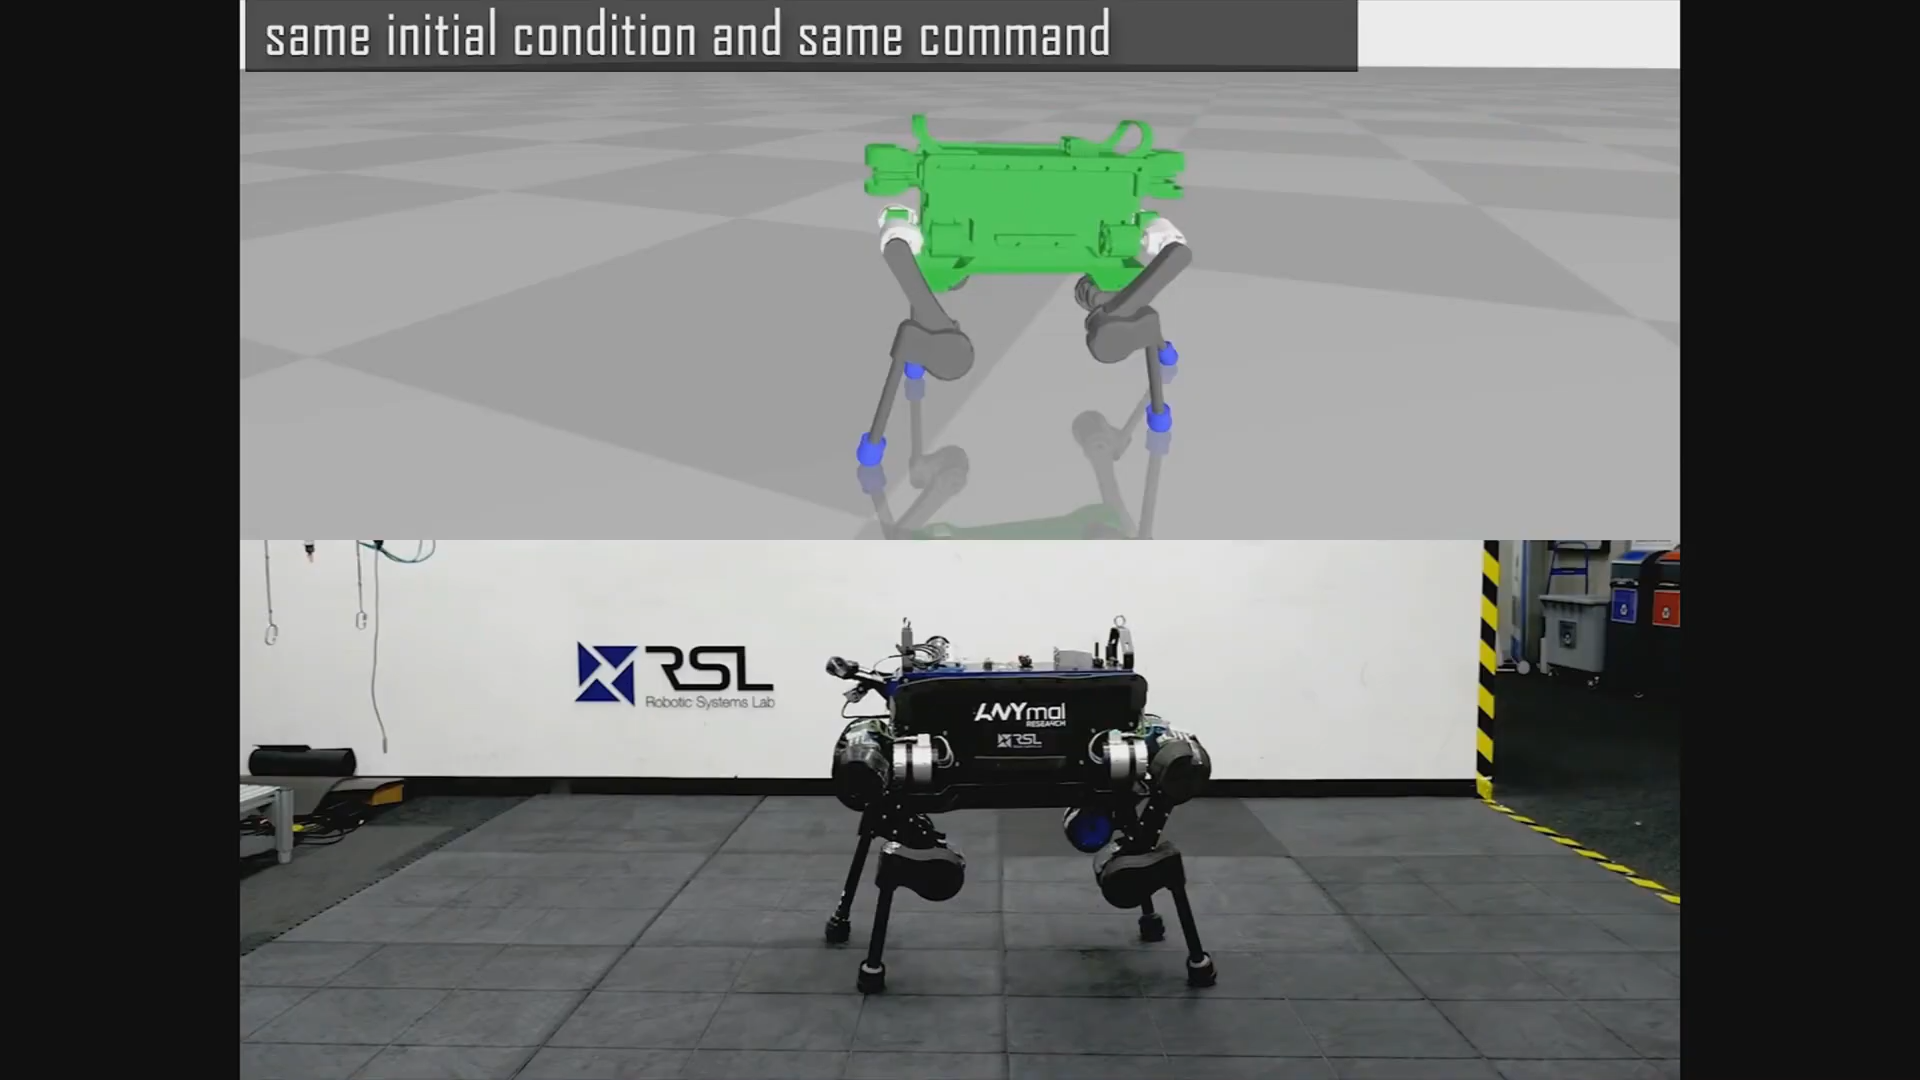 same initial condition and same command
RSL
Robotic Systems Lab
ANYmal
RESEARCH
RSL